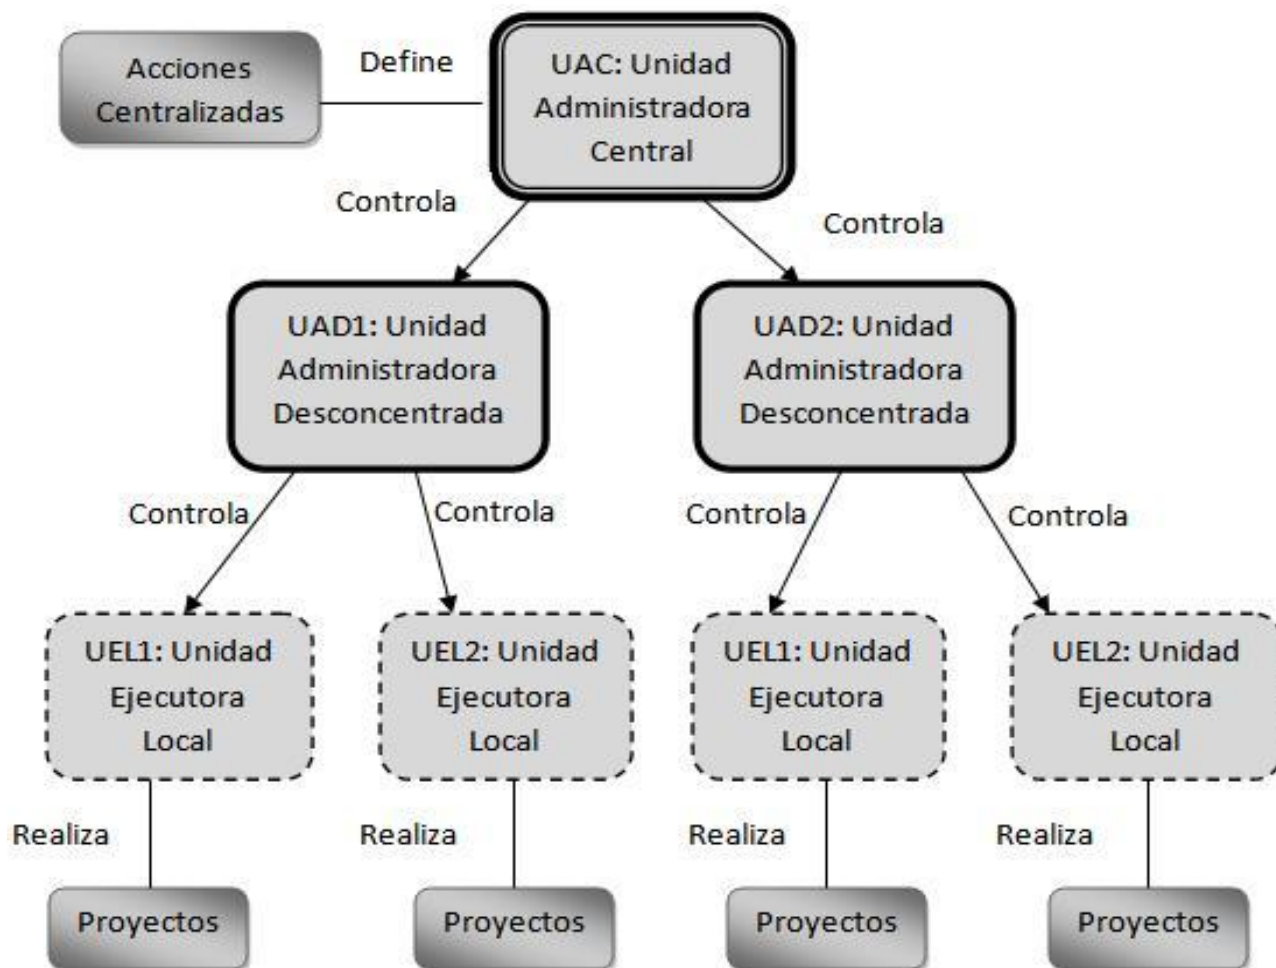 Acciones
Centralizadas
Define
UAC: Unidad
Administradora
Central
Controla
Controla
UAD1: Unidad
Administradora
Desconcentrada
UAD2: Unidad
Administradora
Desconcentrada
Controla
Controla
Controla
Controla
UEL1: Unidad
Ejecutora
Local
UEL2: Unidad
Ejecutora
Local
UEL1: Unidad
Ejecutora
Local
UEL2: Unidad
Ejecutora
Local
Realiza
Realiza
Realiza
Realiza
Proyectos
Proyectos
Proyectos
Proyectos